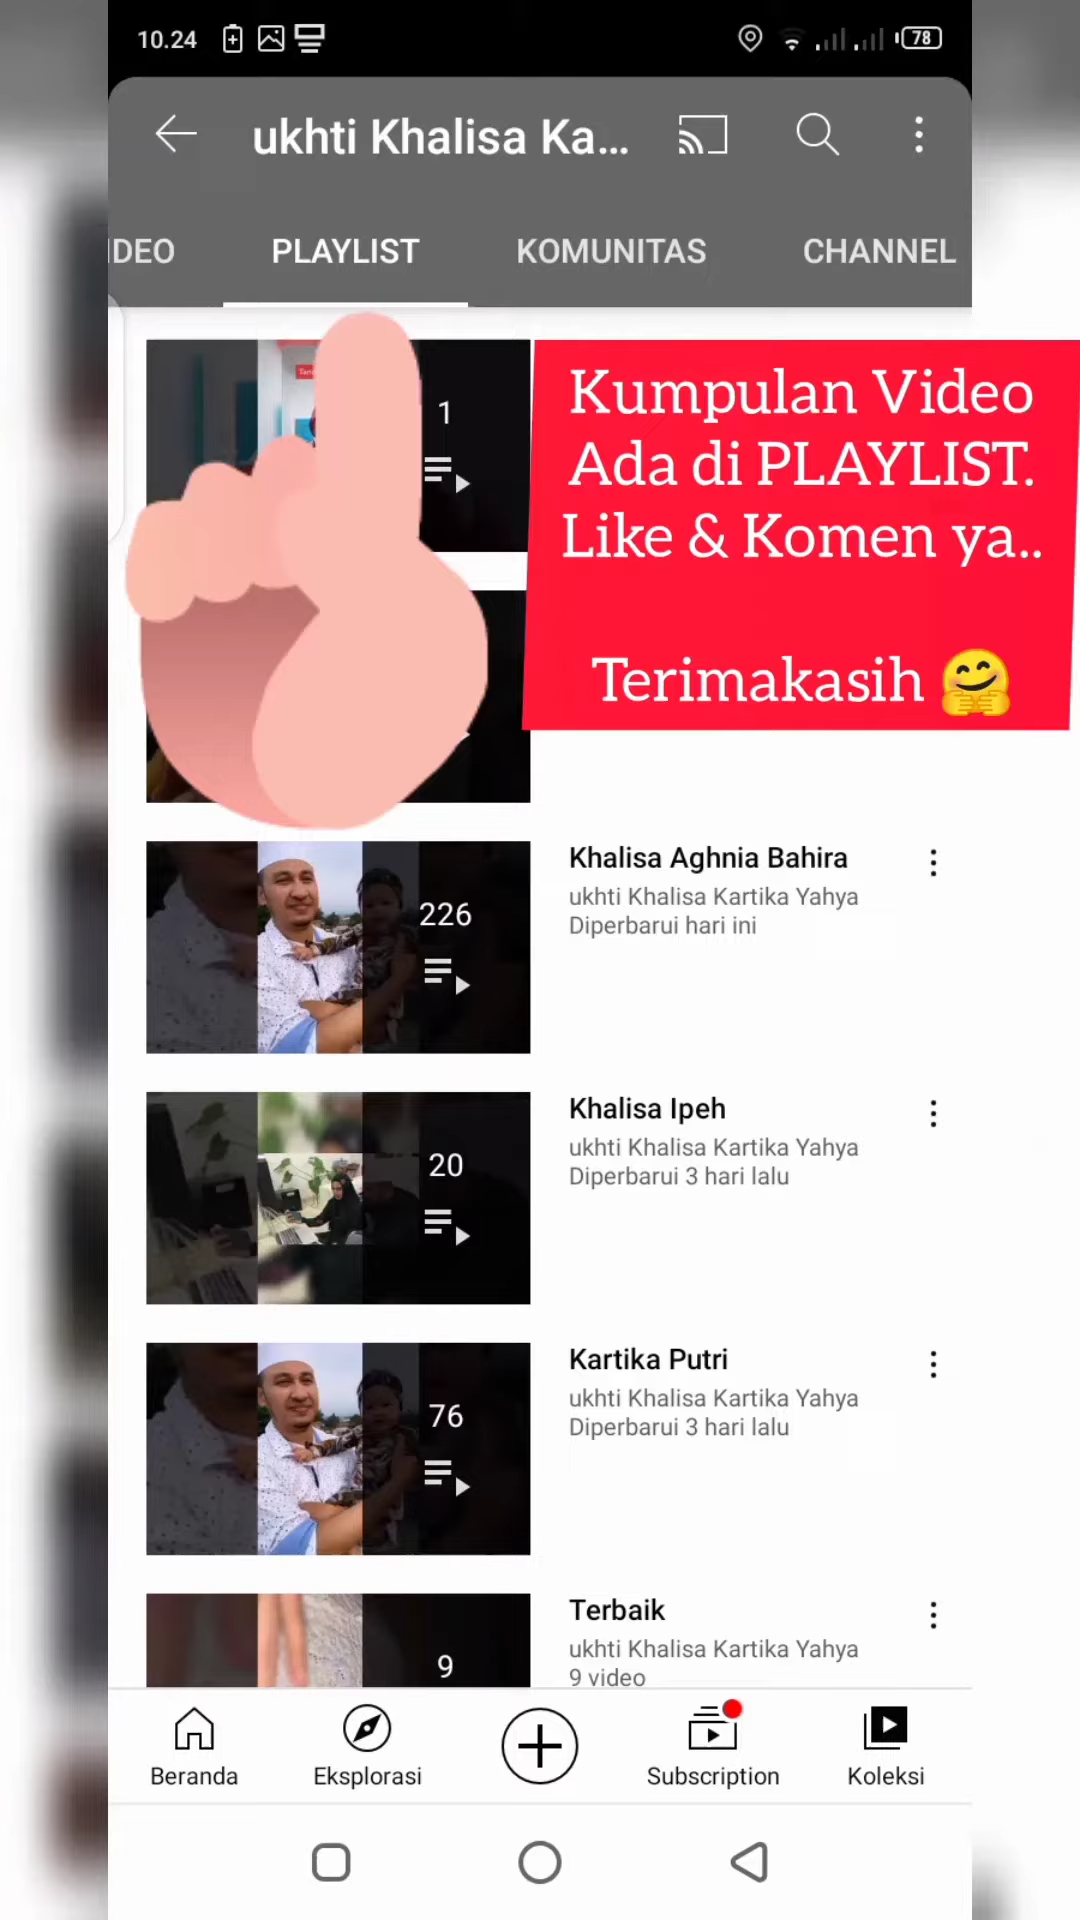 10.24
78
ukhti Khalisa Ka...
IDEO
PLAYLIST
KOMUNITAS
CHANNEL
1
Kumpulan Video
Ada di PLAYLIST.
Like & Komen ya..
Terimakasih 🤗
226
Khalisa Aghnia Bahira
ukhti Khalisa Kartika Yahya
Diperbarui hari ini
20
Khalisa Ipeh
ukhti Khalisa Kartika Yahya
Diperbarui 3 hari lalu
76
Kartika Putri
ukhti Khalisa Kartika Yahya
Diperbarui 3 hari lalu
9
Terbaik
ukhti Khalisa Kartika Yahya
9 video
Beranda
Eksplorasi
Subscription
Koleksi